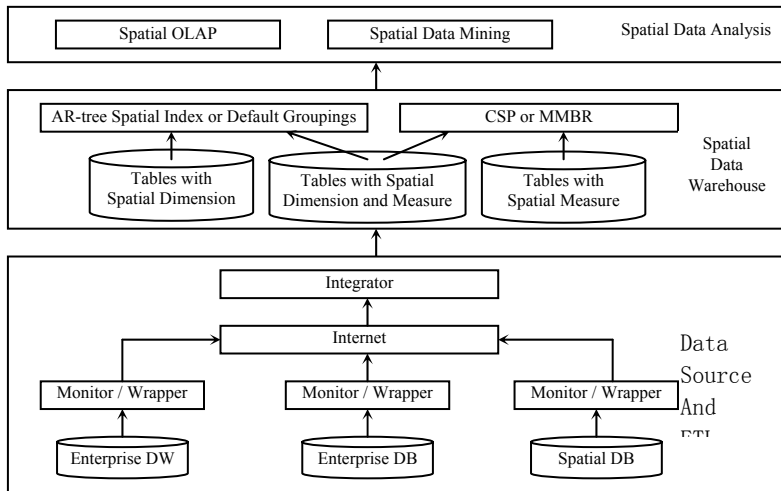 Spatial OLAP
Spatial Data Mining
Spatial Data Analysis
AR-tree Spatial Index or Default Groupings
CSP or MMBR
Spatial
Data
Warehouse
Tables with
Spatial Dimension
Tables with Spatial
Dimension and Measure
Tables with
Spatial Measure
Integrator
Internet
Data
Source
And
Monitor / Wrapper
Monitor / Wrapper
Monitor / Wrapper
Enterprise DW
Enterprise DB
Spatial DB